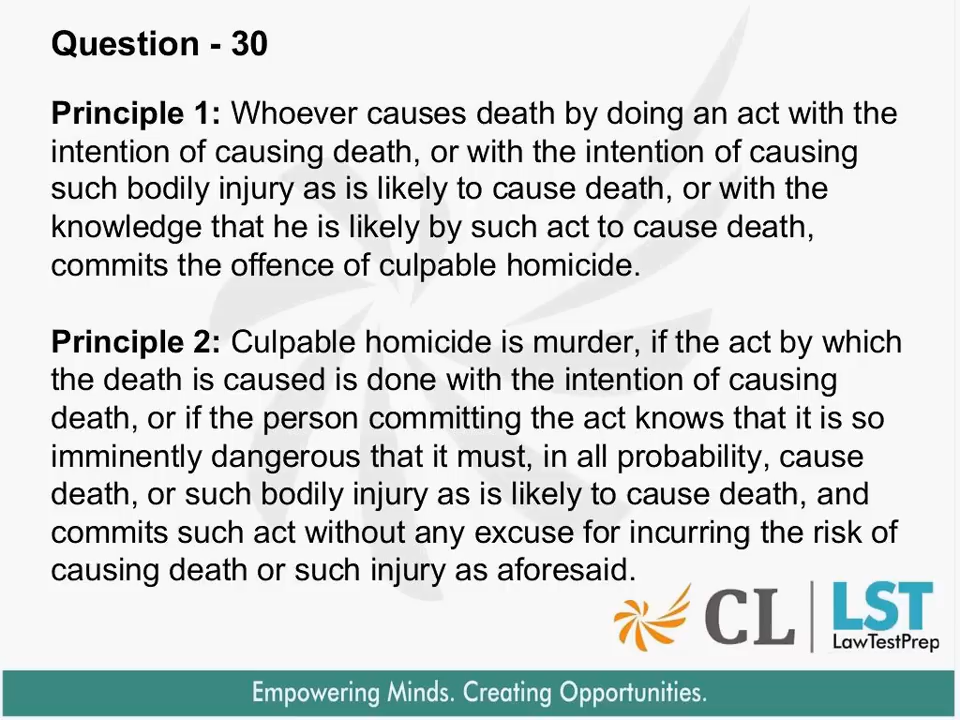 Question - 30
Principle 1: Whoever causes death by doing an act with the
intention of causing death, or with the intention of causing
such bodily injury as is likely to cause death, or with the
knowledge that he is likely by such act to cause death,
commits the offence of culpable homicide.
Principle 2: Culpable homicide is murder, if the act by which
the death is caused is done with the intention of causing
death, or if the person committing the act knows that it is so
imminently dangerous that it must, in all probability, cause
death, or such bodily injury as is likely to cause death, and
commits such act without any excuse for incurring the risk of
causing death or such injury as aforesaid.
CL | LST
LawTestPrep
Empowering Minds. Creating Opportunities.